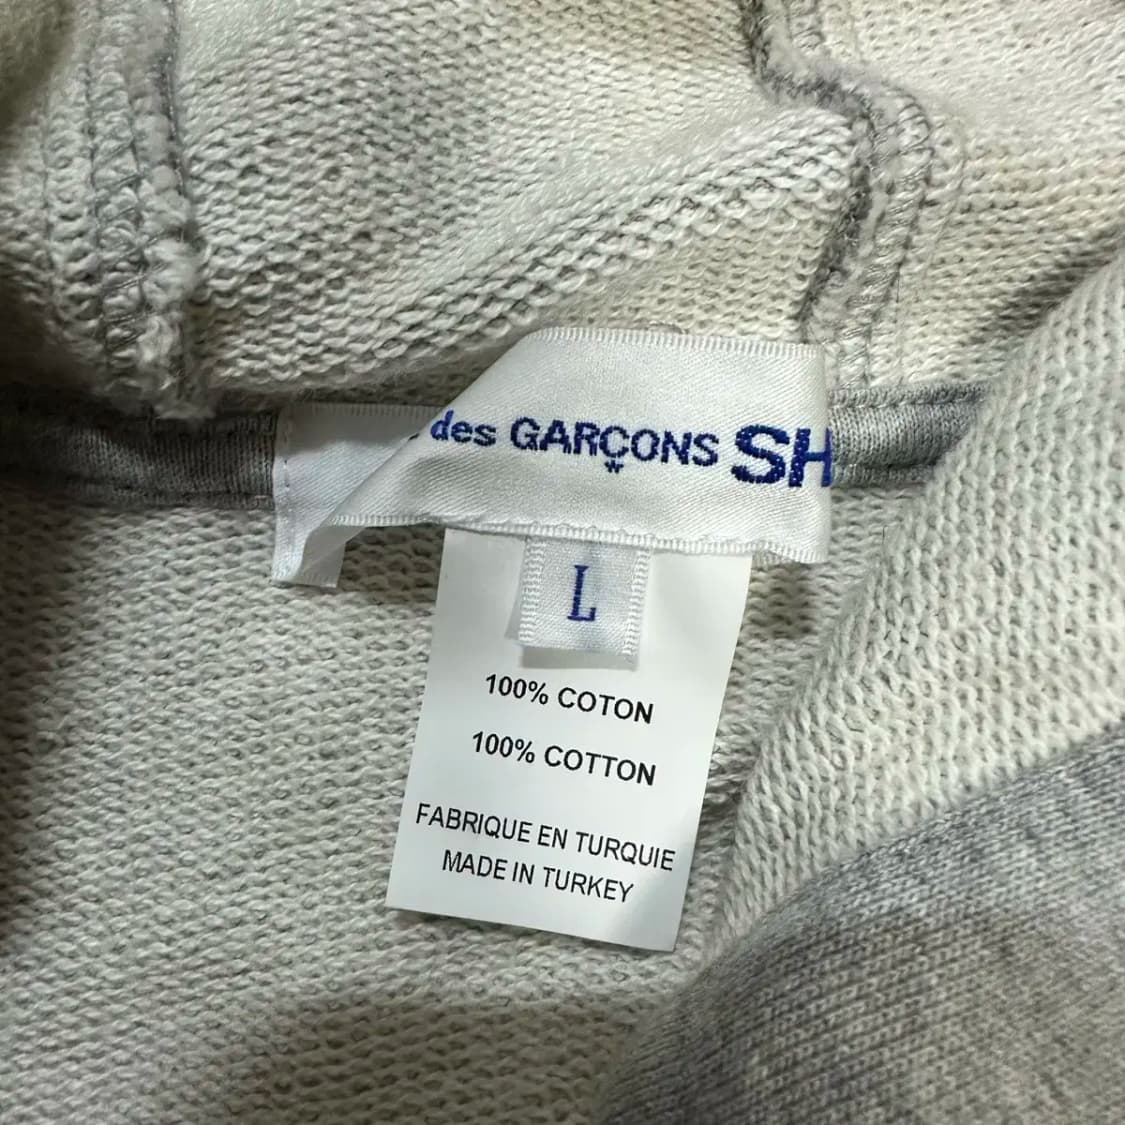 des GARÇONS SH
L
100% COTON
100% COTTON
FABRIQUE EN TURQUIE
MADE IN TURKEY